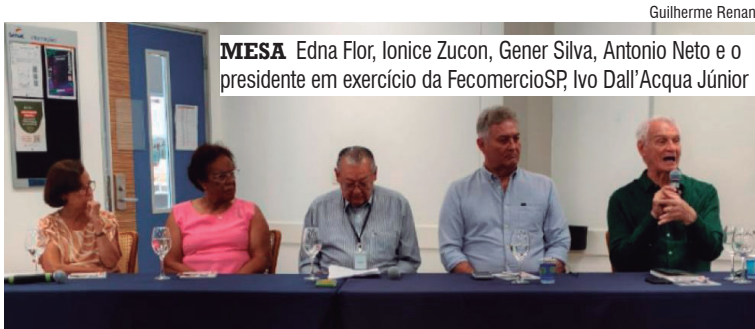 Guilherme Renan
MESA Edna Flor, Ionice Zucon, Gener Silva, Antonio Neto e o
presidente em exercício da FecomercioSP, Ivo Dall'Acqua Júnior